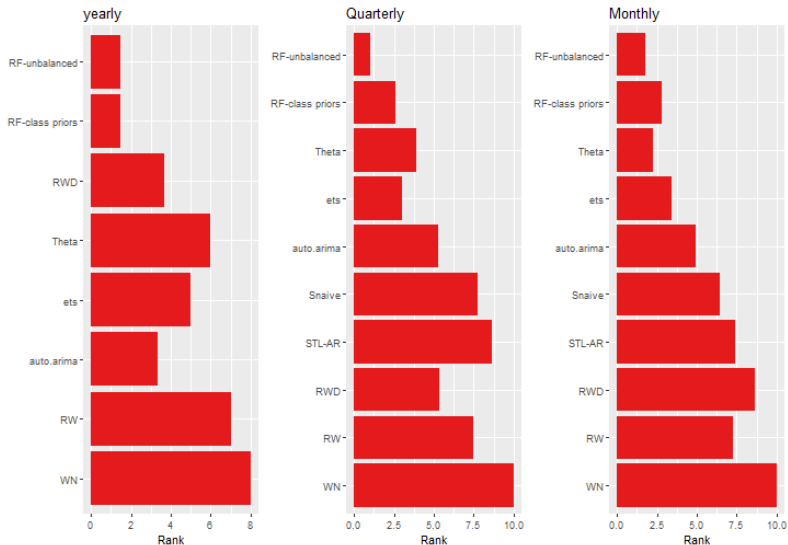 yearly
RF-unbalanced
RF-class priors
RWD
Theta
ets
auto.arima
RW
WN
0 2 4 6 8
Rank
Quarterly
RF-unbalanced
RF-class priors
Theta
ets
auto.arima
Snaive
STL-AR
RWD
RW
WN
0.0 2.5 5.0 7.5 10.0
Rank
Monthly
RF-unbalanced
RF-class priors
Theta
ets
auto.arima
Snaive
STL-AR
RWD
RW
WN
0.0 2.5 5.0 7.5 10.0
Rank